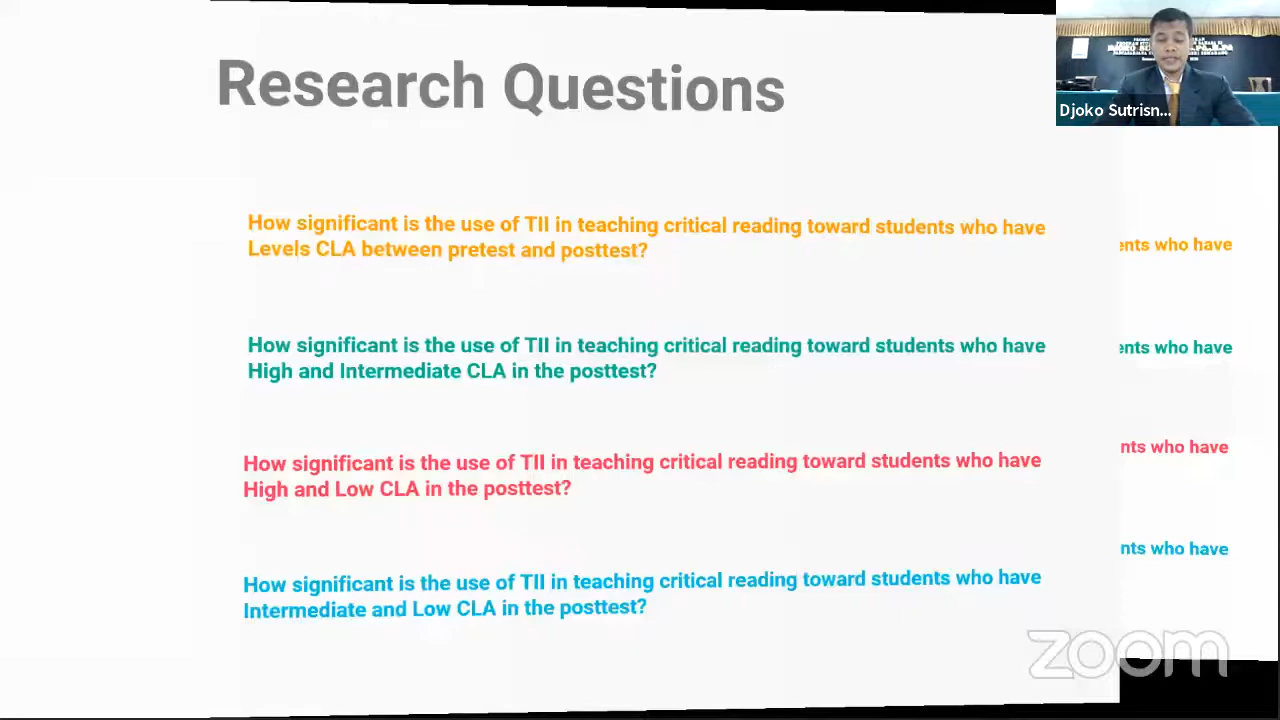 Research Questions
How significant is the use of TII in teaching critical reading toward students who have
Levels CLA between pretest and posttest?
How significant is the use of TII in teaching critical reading toward students who have
High and Intermediate CLA in the posttest?
How significant is the use of TII in teaching critical reading toward students who have
High and Low CLA in the posttest?
How significant is the use of TII in teaching critical reading toward students who have
Intermediate and Low CLA in the posttest?
ents who have
ents who have
nts who have
nts who have
Djoko Sutrisn...
zoom